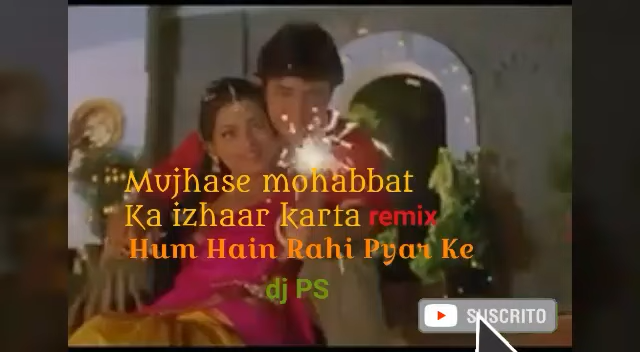 Mujhase mohabbat
Ka izhaar karta remix
Hum Hain Rahi Pyar Ke
dj PS
SUSCRITO